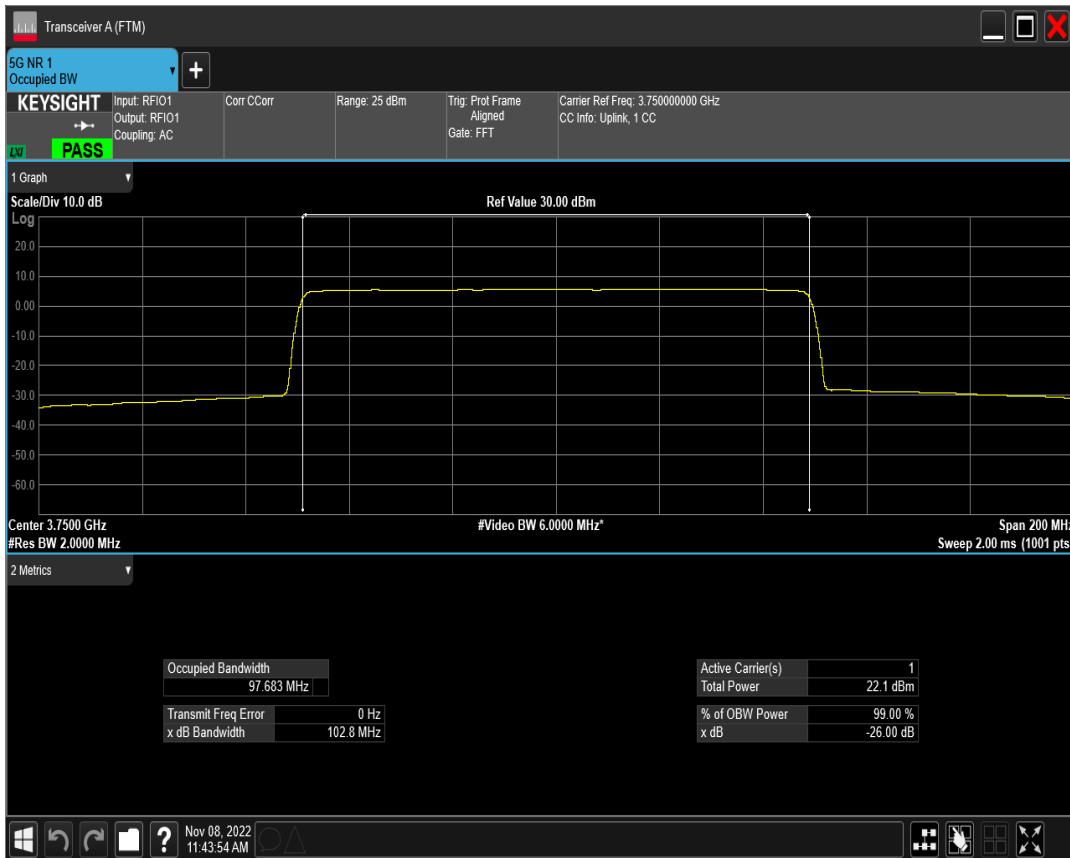 Transceiver A (FTM)
5G NR 1
Occupied BW
+
KEYSIGHT
LXI
PASS
Input: RFIO1
Output: RFIO1
Coupling: AC
Corr CCorr
Range: 25 dBm
Trig: Prot Frame
Aligned
Gate: FFT
Carrier Ref Freq: 3.750000000 GHz
CC Info: Uplink, 1 CC
1 Graph
Scale/Div 10.0 dB
Ref Value 30.00 dBm
Log
20.0
10.0
0.00
-10.0
-20.0
-30.0
-40.0
-50.0
-60.0
Center 3.7500 GHz
#Video BW 6.0000 MHz*
Span 200 MHz
#Res BW 2.0000 MHz
Sweep 2.00 ms (1001 pts
2 Metrics
Occupied Bandwidth
97.683 MHz
Transmit Freq Error 0 Hz
x dB Bandwidth 102.8 MHz
Active Carrier(s) 1
Total Power 22.1 dBm
% of OBW Power 99.00 %
x dB -26.00 dB
?
Nov 08, 2022
11:43:54 AM